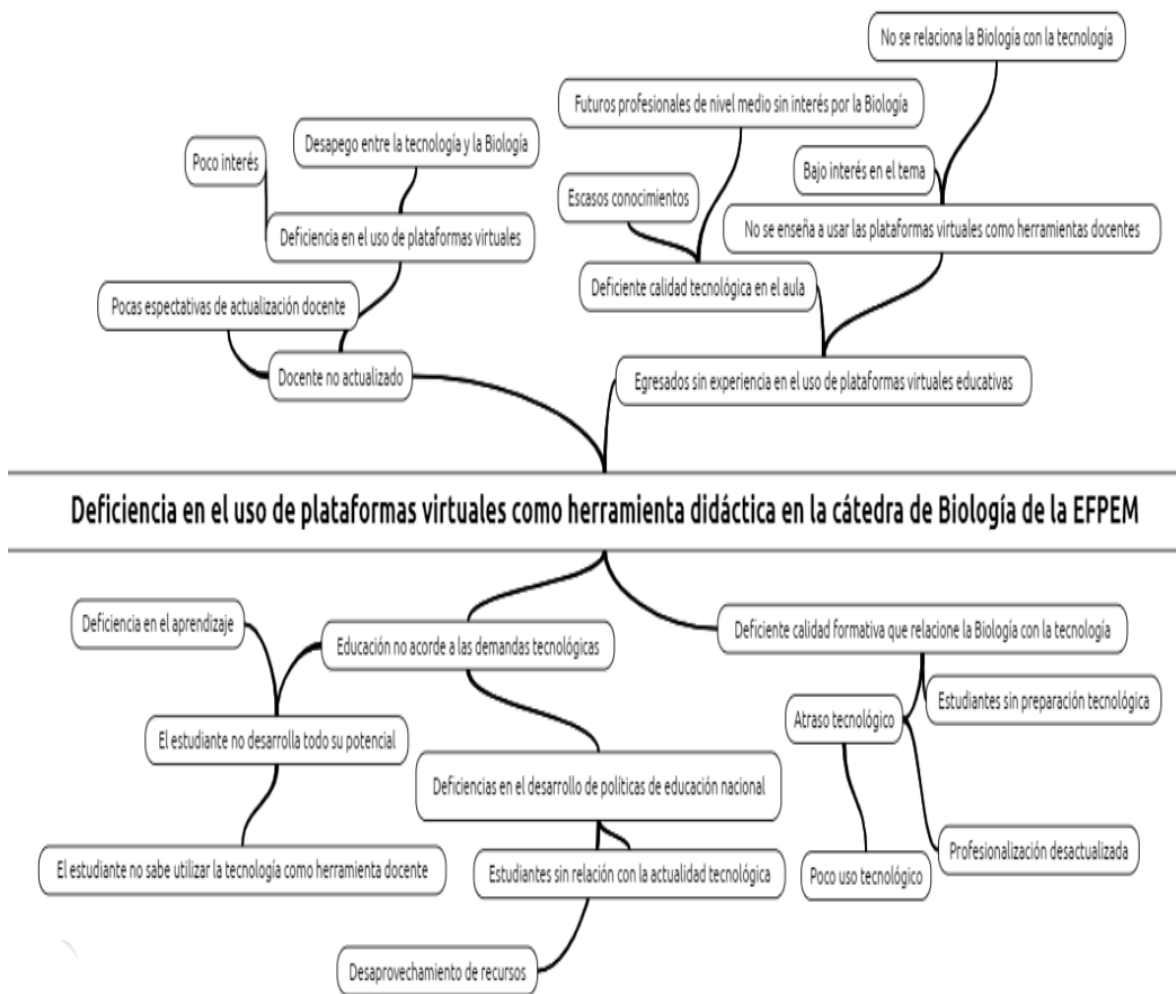 No se relaciona la Biología con la tecnología
Futuros profesionales de nivel medio sin interés por la Biología
Desapego entre la tecnología y la Biología
Poco interés
Bajo interés en el tema
Escasos conocimientos
Deficiencia en el uso de plataformas virtuales
No se enseña a usar las plataformas virtuales como herramientas docentes
Deficiente calidad tecnológica en el aula
Pocas espectativas de actualización docente
Docente no actualizado
Egresados sin experiencia en el uso de plataformas virtuales educativas
Deficiencia en el uso de plataformas virtuales como herramienta didáctica en la cátedra de Biología de la EFPEM
Deficiencia en el aprendizaje
Educación no acorde a las demandas tecnológicas
Deficiente calidad formativa que relacione la Biología con la tecnología
Estudiantes sin preparación tecnológica
Atraso tecnológico
El estudiante no desarrolla todo su potencial
Deficiencias en el desarrollo de políticas de educación nacional
Profesionalización desactualizada
El estudiante no sabe utilizar la tecnología como herramienta docente
Estudiantes sin relación con la actualidad tecnológica
Poco uso tecnológico
Desaprovechamiento de recursos